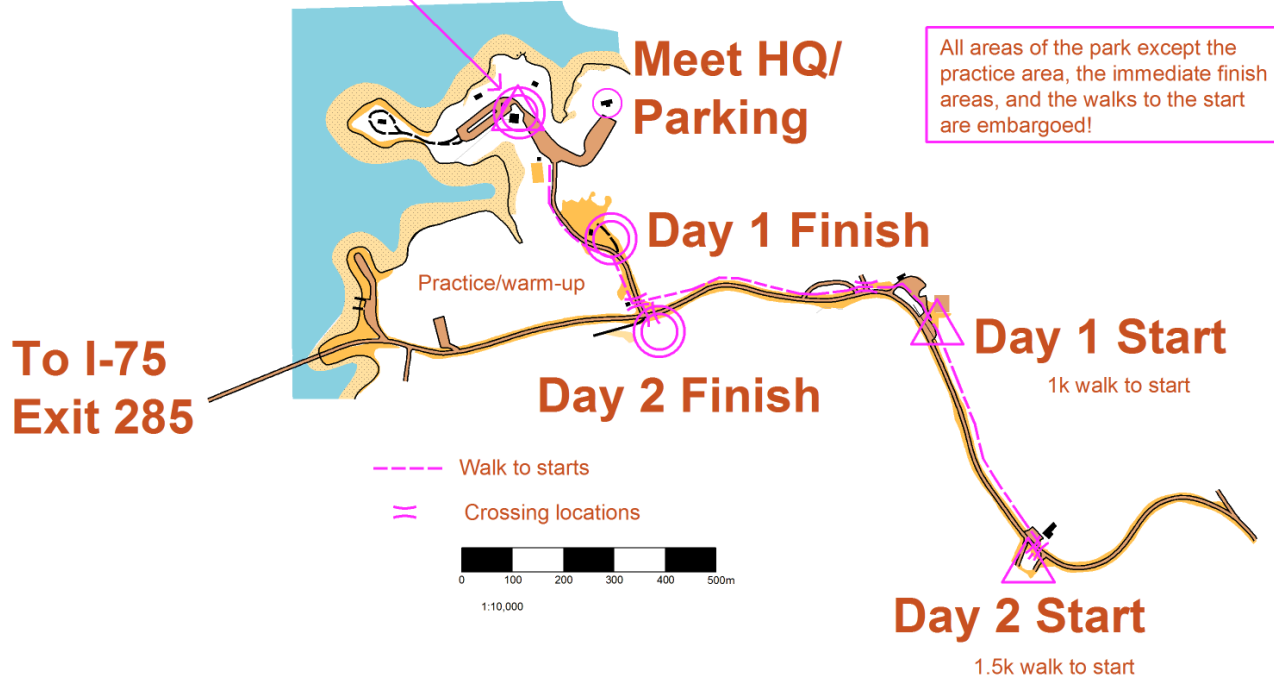 Meet HQ/
Parking
All areas of the park except the
practice area, the immediate finish
areas, and the walks to the start
are embargoed!
Day 1 Finish
Practice/warm-up
To I-75
Exit 285
Day 2 Finish
Day 1 Start
1k walk to start
Walk to starts
Crossing locations
0 100 200 300 400 500m
1:10,000
Day 2 Start
1.5k walk to start